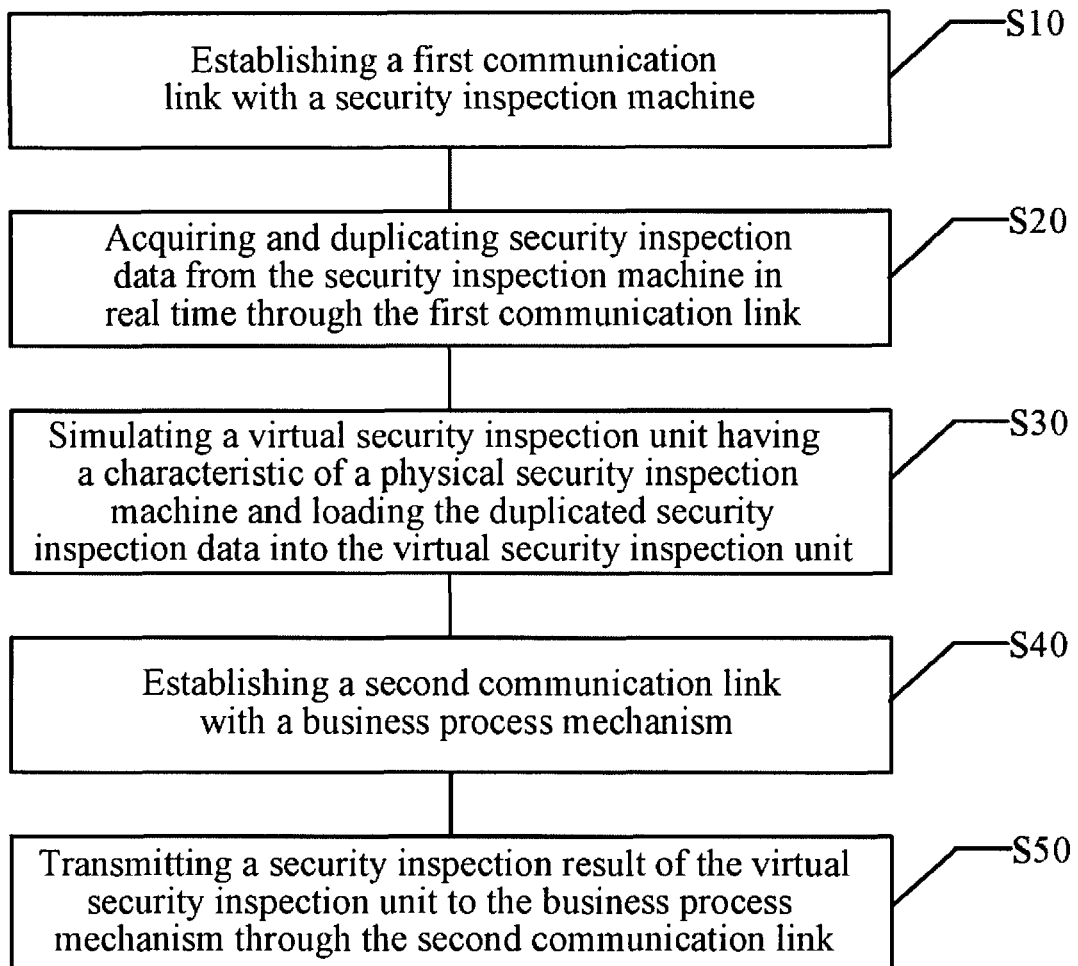 S10
Establishing a first communication
link with a security inspection machine
S20
Acquiring and duplicating security inspection
data from the security inspection machine in
real time through the first communication link
S30
Simulating a virtual security inspection unit having
a characteristic of a physical security inspection
machine and loading the duplicated security
inspection data into the virtual security inspection unit
S40
Establishing a second communication link
with a business process mechanism
S50
Transmitting a security inspection result of the virtual
security inspection unit to the business process
mechanism through the second communication link